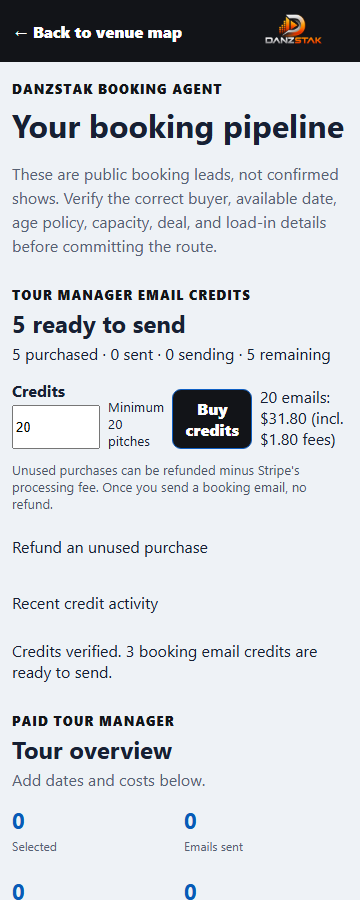 ← Back to venue map
DANZSTAK
DANZSTAK BOOKING AGENT
Your booking pipeline
These are public booking leads, not confirmed
shows. Verify the correct buyer, available date,
age policy, capacity, deal, and load-in details
before committing the route.
TOUR MANAGER EMAIL CREDITS
5 ready to send
5 purchased · 0 sent · 0 sending · 5 remaining
Credits
20
Minimum
20
pitches
Buy
credits
20 emails:
$31.80 (incl.
$1.80 fees)
Unused purchases can be refunded minus Stripe's
processing fee. Once you send a booking email, no
refund.
Refund an unused purchase
Recent credit activity
Credits verified. 3 booking email credits are
ready to send.
PAID TOUR MANAGER
Tour overview
Add dates and costs below.
0
Selected
0
Emails sent
0
0